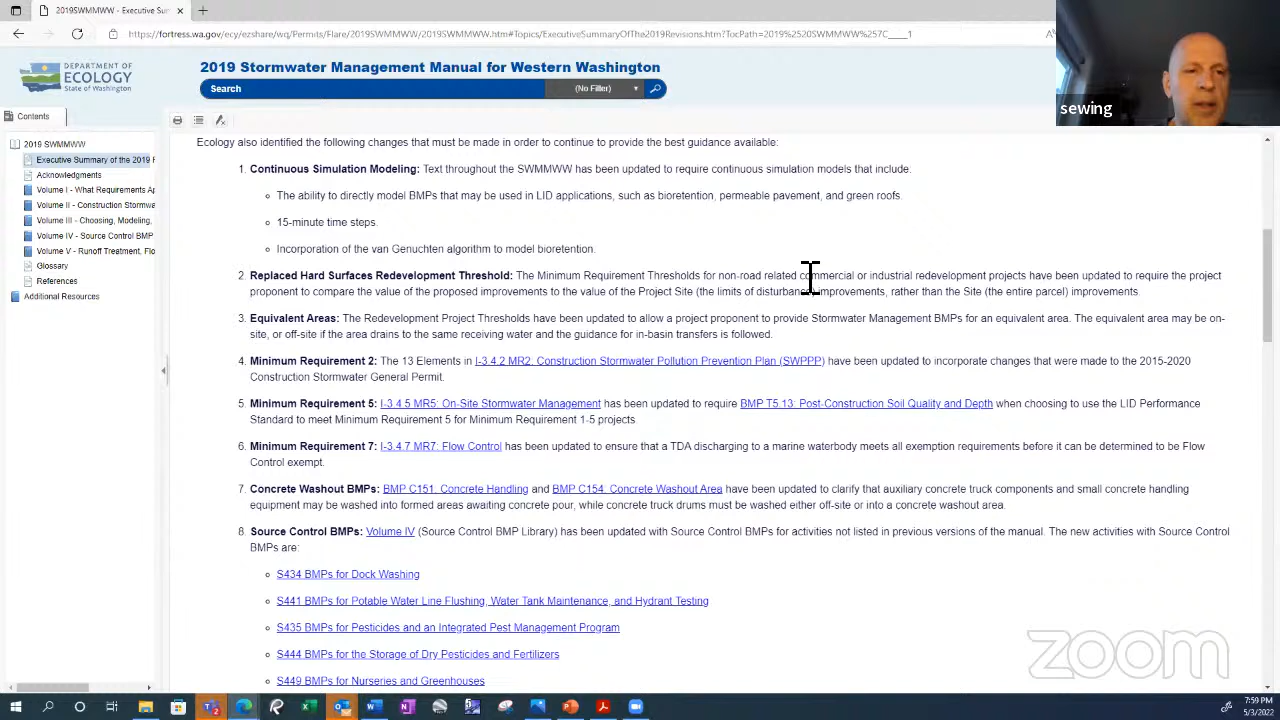 2019SWMMWW - Executive Sum
https://fortress.wa.gov/ecy/ezshare/wq/Permits/Flare/2019SWMMWW/2019SWMMWW.htm#Topics/ExecutiveSummaryOfThe2019Revisions.htm?TocPath=2019%2520SWMMWW%257C____1
DEPARTMENT OF
ECOLOGY
State of Washington
2019 Stormwater Management Manual for Western Washington
Search
(No Filter)
sewing
Contents
2019 SWMMWW
Executive Summary of the 2019 R
Acknowledgments
Volume I - What Requirements Ap
Volume II - Construction Stormwa
Volume III - Choosing, Modeling,
Volume IV - Source Control BMP
Volume V - Runoff Treatment, Flo
Glossary
References
Additional Resources
Ecology also identified the following changes that must be made in order to continue to provide the best guidance available:
1. Continuous Simulation Modeling: Text throughout the SWMMWW has been updated to require continuous simulation models that include:
The ability to directly model BMPs that may be used in LID applications, such as bioretention, permeable pavement, and green roofs.
15-minute time steps.
Incorporation of the van Genuchten algorithm to model bioretention.
2. Replaced Hard Surfaces Redevelopment Threshold: The Minimum Requirement Thresholds for non-road related commercial or industrial redevelopment projects have been updated to require the project
proponent to compare the value of the proposed improvements to the value of the Project Site (the limits of disturbance) improvements, rather than the Site (the entire parcel) improvements.
3. Equivalent Areas: The Redevelopment Project Thresholds have been updated to allow a project proponent to provide Stormwater Management BMPs for an equivalent area. The equivalent area may be on-
site, or off-site if the area drains to the same receiving water and the guidance for in-basin transfers is followed.
4. Minimum Requirement 2: The 13 Elements in I-3.4.2 MR2: Construction Stormwater Pollution Prevention Plan (SWPPP) have been updated to incorporate changes that were made to the 2015-2020
Construction Stormwater General Permit.
5. Minimum Requirement 5: I-3.4.5 MR5: On-Site Stormwater Management has been updated to require BMP T5.13: Post-Construction Soil Quality and Depth when choosing to use the LID Performance
Standard to meet Minimum Requirement 5 for Minimum Requirement 1-5 projects.
6. Minimum Requirement 7: I-3.4.7 MR7: Flow Control has been updated to ensure that a TDA discharging to a marine waterbody meets all exemption requirements before it can be determined to be Flow
Control exempt.
7. Concrete Washout BMPs: BMP C151: Concrete Handling and BMP C154: Concrete Washout Area have been updated to clarify that auxiliary concrete truck components and small concrete handling
equipment may be washed into formed areas awaiting concrete pour, while concrete truck drums must be washed either off-site or into a concrete washout area.
8. Source Control BMPs: Volume IV (Source Control BMP Library) has been updated with Source Control BMPs for activities not listed in previous versions of the manual. The new activities with Source Control
BMPs are:
S434 BMPs for Dock Washing
S441 BMPs for Potable Water Line Flushing, Water Tank Maintenance, and Hydrant Testing
S435 BMPs for Pesticides and an Integrated Pest Management Program
S444 BMPs for the Storage of Dry Pesticides and Fertilizers
S449 BMPs for Nurseries and Greenhouses
zoom
7:59 PM
5/3/2022